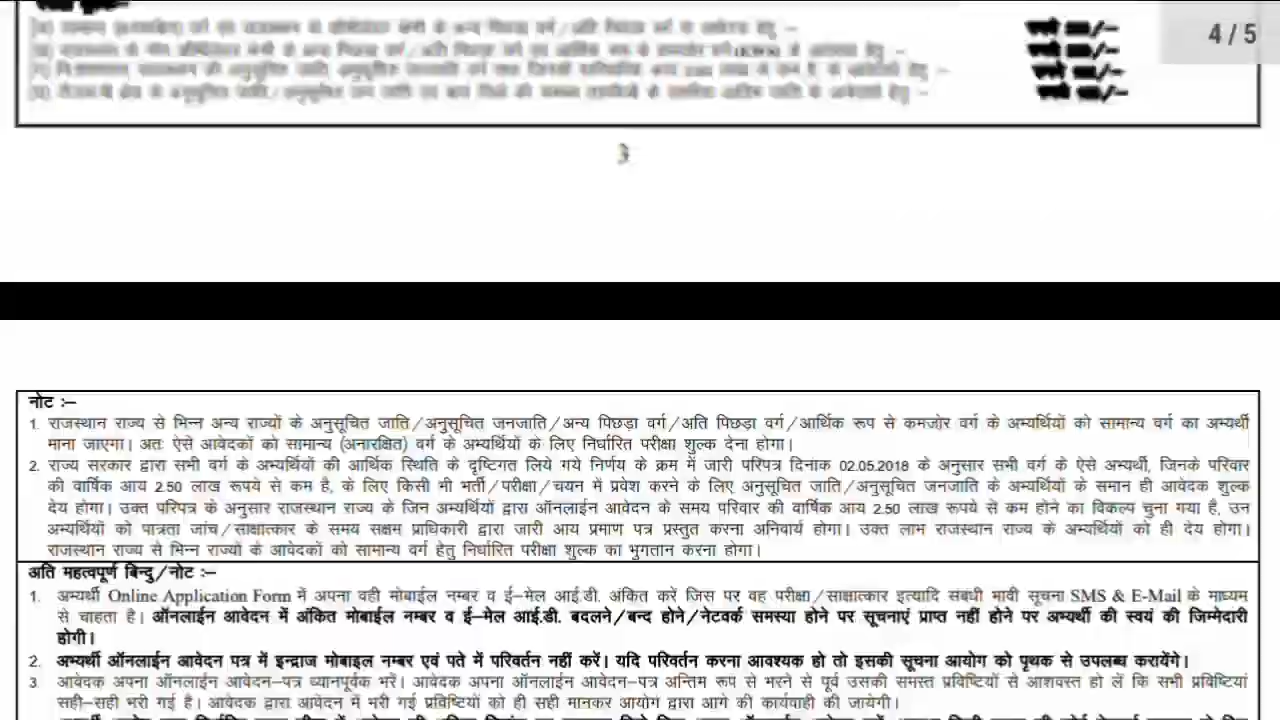 4 / 5
3
नोट :–
1. राजस्थान राज्य से भिन्न अन्य राज्यों के अनुसूचित जाति/अनुसूचित जनजाति/अन्य पिछड़ा वर्ग/अति पिछड़ा वर्ग/आर्थिक रूप से कमजोर वर्ग के अभ्यर्थियों को सामान्य वर्ग का अभ्यर्थी
माना जाएगा। अतः ऐसे आवेदकों को सामान्य (अनारक्षित) वर्ग के अभ्यर्थियों के लिए निर्धारित परीक्षा शुल्क देना होगा।
2. राज्य सरकार द्वारा सभी वर्ग के अभ्यर्थियों की आर्थिक स्थिति के दृष्टिगत लिये गये निर्णय के क्रम में जारी परिपत्र दिनाक 02.05.2018 के अनुसार सभी वर्ग के ऐसे अभ्यर्थी, जिनके परिवार
की वार्षिक आय 2.50 लाख रूपये से कम है, के लिए किसी भी भर्ती/परीक्षा/चयन में प्रवेश करने के लिए अनुसूचित जाति/अनुसूचित जनजाति के अभ्यर्थियों के समान ही आवेदक शुल्क
देय होगा। उक्त परिपत्र के अनुसार राजस्थान राज्य के जिन अभ्यर्थियों द्वारा ऑनलाईन आवेदन के समय परिवार की वार्षिक आय 2.50 लाख रूपये से कम होने का विकल्प चुना गया है, उन
अभ्यर्थियों को पात्रता जांच/साक्षात्कार के समय सक्षम प्राधिकारी द्वारा जारी आय प्रमाण पत्र प्रस्तुत करना अनिवार्य होगा। उक्त लाभ राजस्थान राज्य के अभ्यर्थियों को ही देय होगा।
राजस्थान राज्य से भिन्न राज्यों के आवेदकों को सामान्य वर्ग हेतु निर्धारित परीक्षा शुल्क का भुगतान करना होगा।
अति महत्वपूर्ण बिन्दु/नोट :–
1. अभ्यर्थी Online Application Form में अपना वही मोबाईल नम्बर व ई–मेल आई.डी. अंकित करें जिस पर वह परीक्षा/साक्षात्कार इत्यादि संबंधी भावी सूचना SMS & E-Mail के माध्यम
से चाहता है। ऑनलाईन आवेदन में अंकित मोबाईल नम्बर व ई–मेल आई.डी. बदलने/बन्द होने/नेटवर्क समस्या होने पर सूचनाएं प्राप्त नहीं होने पर अभ्यर्थी की स्वयं की जिम्मेदारी
होगी।
2. अभ्यर्थी ऑनलाईन आवेदन पत्र में इन्द्राज मोबाइल नम्बर एवं पते में परिवर्तन नहीं करें। यदि परिवर्तन करना आवश्यक हो तो इसकी सूचना आयोग को पृथक से उपलब्ध करायेंगे।
3. आवेदक अपना ऑनलाईन आवेदन–पत्र ध्यानपूर्वक भरें। आवेदक अपना ऑनलाईन आवेदन–पत्र अन्तिम रूप से भरने से पूर्व उसकी समस्त प्रविष्टियों से आशवस्त हो लें कि सभी प्रविष्टियां
सही–सही भरी गई है। आवेदक द्वारा आवेदन में भरी गई प्रविष्टियों को ही सही मानकर आयोग द्वारा आगे की कार्यवाही की जायेगी।